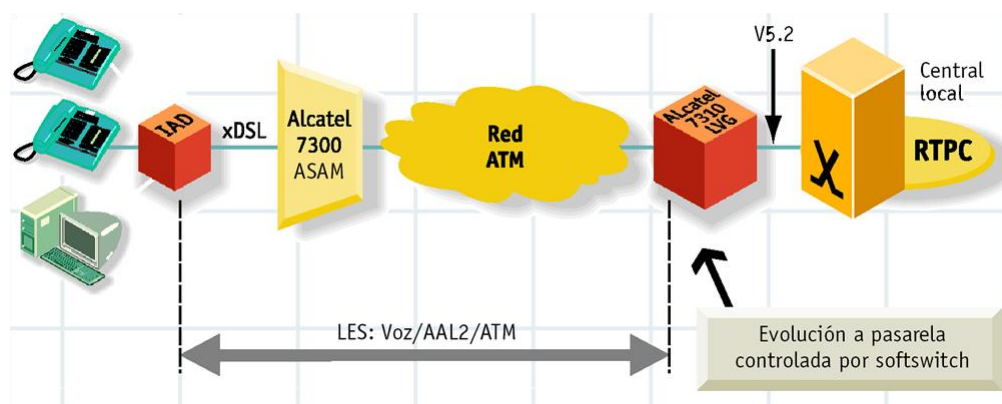 V5.2
Central
local
IAD
xDSL
Alcatel
7300
ASAM
Red
ATM
Alcatel
7310
LVG
RTPC
LES: Voz/AAL2/ATM
Evolución a pasarela
controlada por softswitch